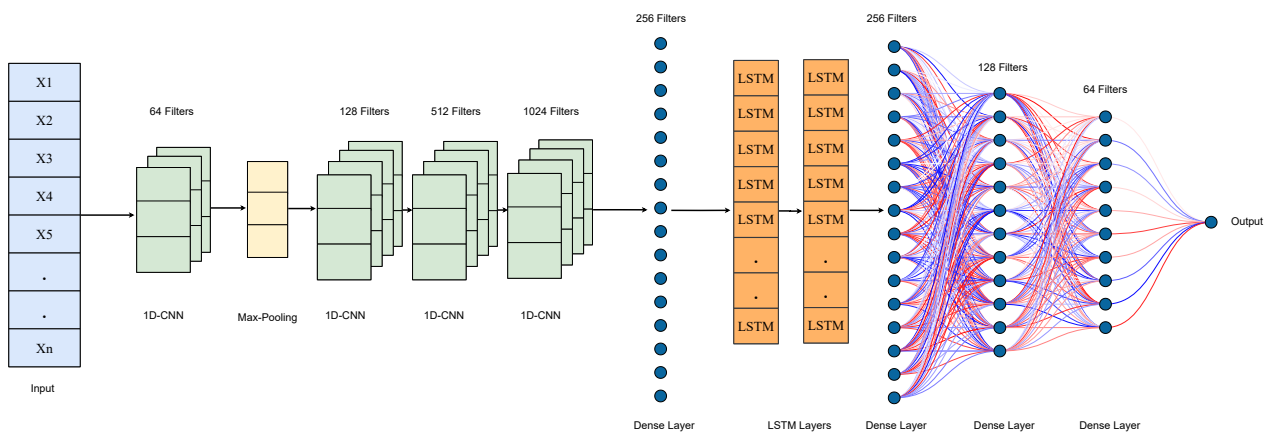 256 Filters
256 Filters
128 Filters
64 Filters
64 Filters
128 Filters
512 Filters
1024 Filters
X1
X2
X3
X4
X5
.
.
Xn
LSTM
LSTM
LSTM
LSTM
LSTM
.
.
LSTM
LSTM
LSTM
LSTM
LSTM
LSTM
.
.
LSTM
Output
1D-CNN
Max-Pooling
1D-CNN
1D-CNN
1D-CNN
Input
Dense Layer
LSTM Layers
Dense Layer
Dense Layer
Dense Layer